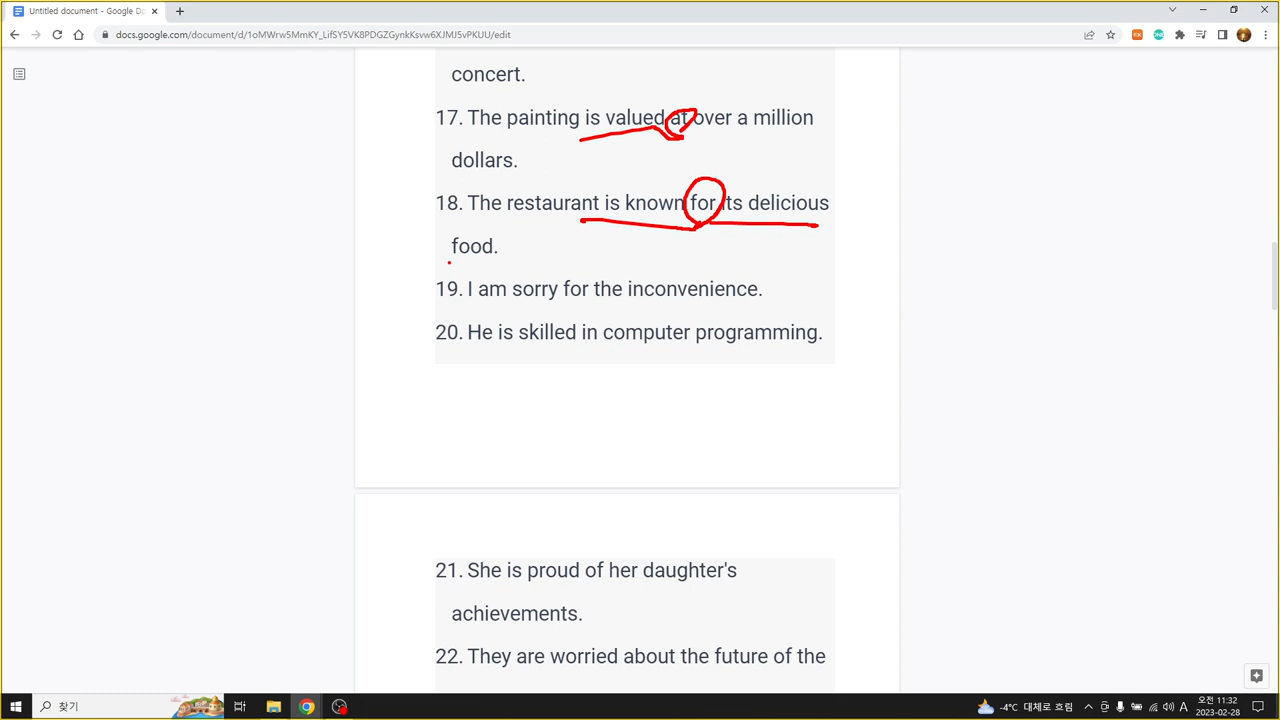 Untitled document - Google Do
docs.google.com/document/d/1oMWrw5MmKY_LifSY5VK8PDGZGynkKsvw6XJMJ5vPKUU/edit
concert.
17. The painting is valued at over a million
dollars.
18. The restaurant is known for its delicious
food.
19. I am sorry for the inconvenience.
20. He is skilled in computer programming.
21. She is proud of her daughter's
achievements.
22. They are worried about the future of the
찾기
-4°C 대체로 흐림
A
오전 11:32
2023-02-28